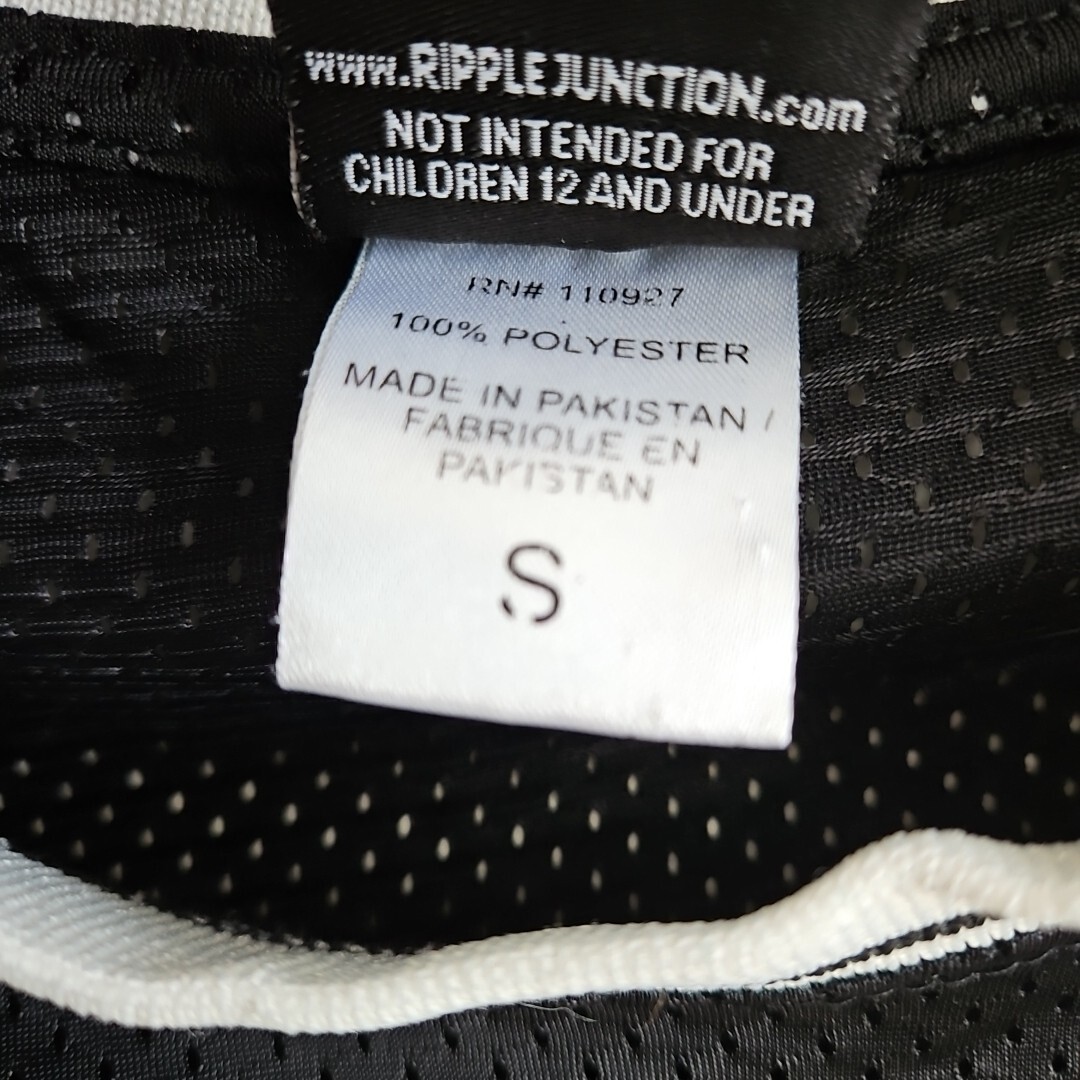 www.RIPPLEJUNCTION.com
NOT INTENDED FOR
CHILDREN 12 AND UNDER
RN# 110927
100% POLYESTER
MADE IN PAKISTAN /
FABRIQUE EN
PAKISTAN
S